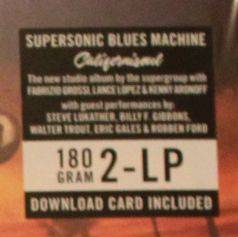 SUPERSONIC BLUES MACHINE
Californisoul
The new studio album by the supergroup with
FABRIZIO GROSSI, LANCE LOPEZ & KENNY ARONOFF
with guest performances by:
STEVE LUKATHER, BILLY F. GIBBONS,
WALTER TROUT, ERIC GALES & ROBBEN FORD
180 GRAM 2-LP
DOWNLOAD CARD INCLUDED